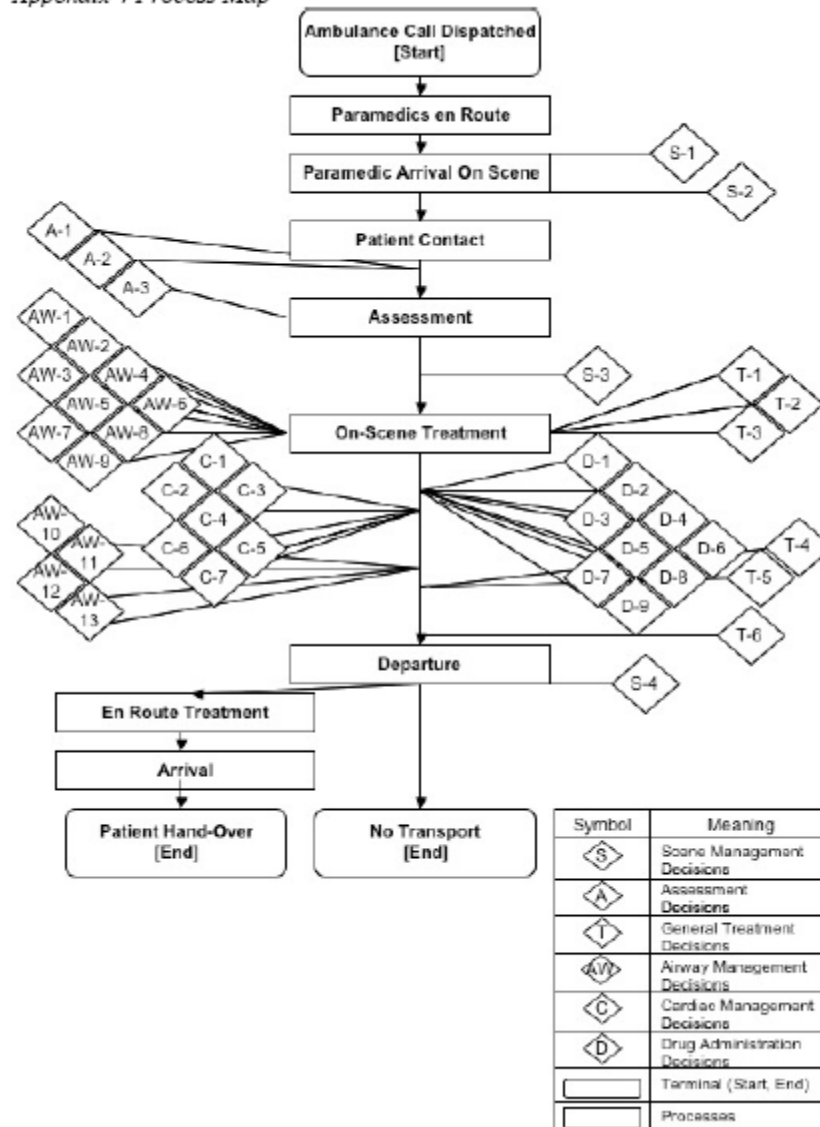 Appendix 4 Process Map
Ambulance Call Dispatched
[Start]
Paramedics en Route
Paramedic Arrival On Scene
S-1
S-2
Patient Contact
A-1
A-2
A-3
Assessment
AW-1
AW-2
AW-3
AW-4
AW-5
AW-6
AW-7
AW-8
AW-9
S-3
T-1
T-2
T-3
On-Scene Treatment
C-1
C-2
C-3
C-4
C-5
C-6
C-7
D-1
D-2
D-3
D-4
D-5
D-6
D-7
D-8
D-9
T-4
T-5
AW-
10
AW-
11
AW-
12
AW-
13
T-6
Departure
S-4
En Route Treatment
Arrival
Patient Hand-Over
[End]
No Transport
[End]
Symbol Meaning
S Scene Management
Decisions
A Assessment
Decisions
T General Treatment
Decisions
AW Airway Management
Decisions
C Cardiac Management
Decisions
D Drug Administration
Decisions
Terminal (Start, End)
Processes